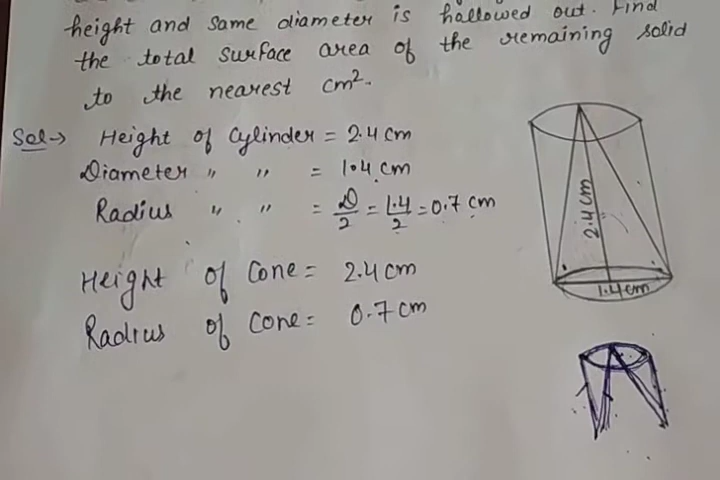 height and same diameter is hallowed out. Find
the total surface area of the remaining solid
to the nearest cm².
Sol→ Height of Cylinder = 2.4 cm
Diameter " " = 1.4 cm
Radius " " = D/2 = 1.4/2 = 0.7 cm
Height of Cone = 2.4 cm
Radius of Cone = 0.7 cm
2.4 cm
1.4 cm